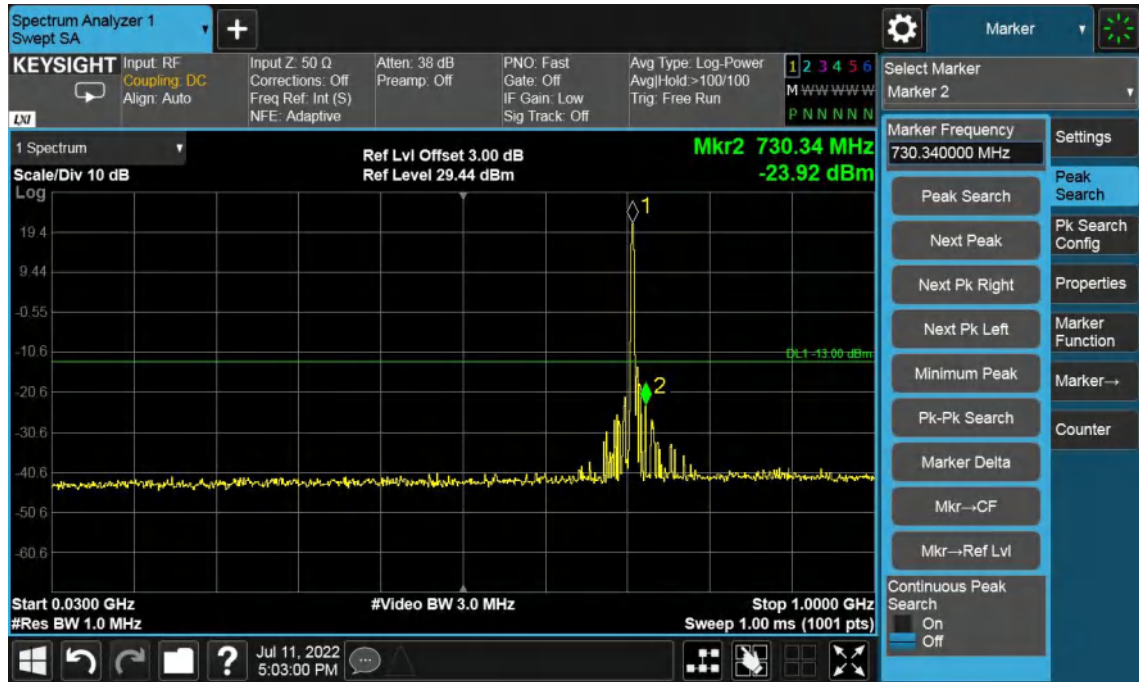 Spectrum Analyzer 1
Swept SA
+
Marker
KEYSIGHT
LXI
Input: RF
Coupling: DC
Align: Auto
Input Z: 50 Ω
Corrections: Off
Freq Ref: Int (S)
NFE: Adaptive
Atten: 38 dB
Preamp: Off
PNO: Fast
Gate: Off
IF Gain: Low
Sig Track: Off
Avg Type: Log-Power
Avg|Hold:>100/100
Trig: Free Run
1 2 3 4 5 6
M W W W W W
P N N N N N
Select Marker
Marker 2
1 Spectrum
Scale/Div 10 dB
Log
Ref Lvl Offset 3.00 dB
Ref Level 29.44 dBm
Mkr2 730.34 MHz
-23.92 dBm
1
19.4
9.44
-0.55
-10.6
DL1 -13.00 dBm
-20.6
2
-30.6
-40.6
-50.6
-60.6
Start 0.0300 GHz
#Video BW 3.0 MHz
Stop 1.0000 GHz
#Res BW 1.0 MHz
Sweep 1.00 ms (1001 pts)
Marker Frequency
730.340000 MHz
Peak Search
Next Peak
Next Pk Right
Next Pk Left
Minimum Peak
Pk-Pk Search
Marker Delta
Mkr→CF
Mkr→Ref Lvl
Continuous Peak
Search
On
Off
Settings
Peak
Search
Pk Search
Config
Properties
Marker
Function
Marker→
Counter
?
Jul 11, 2022
5:03:00 PM